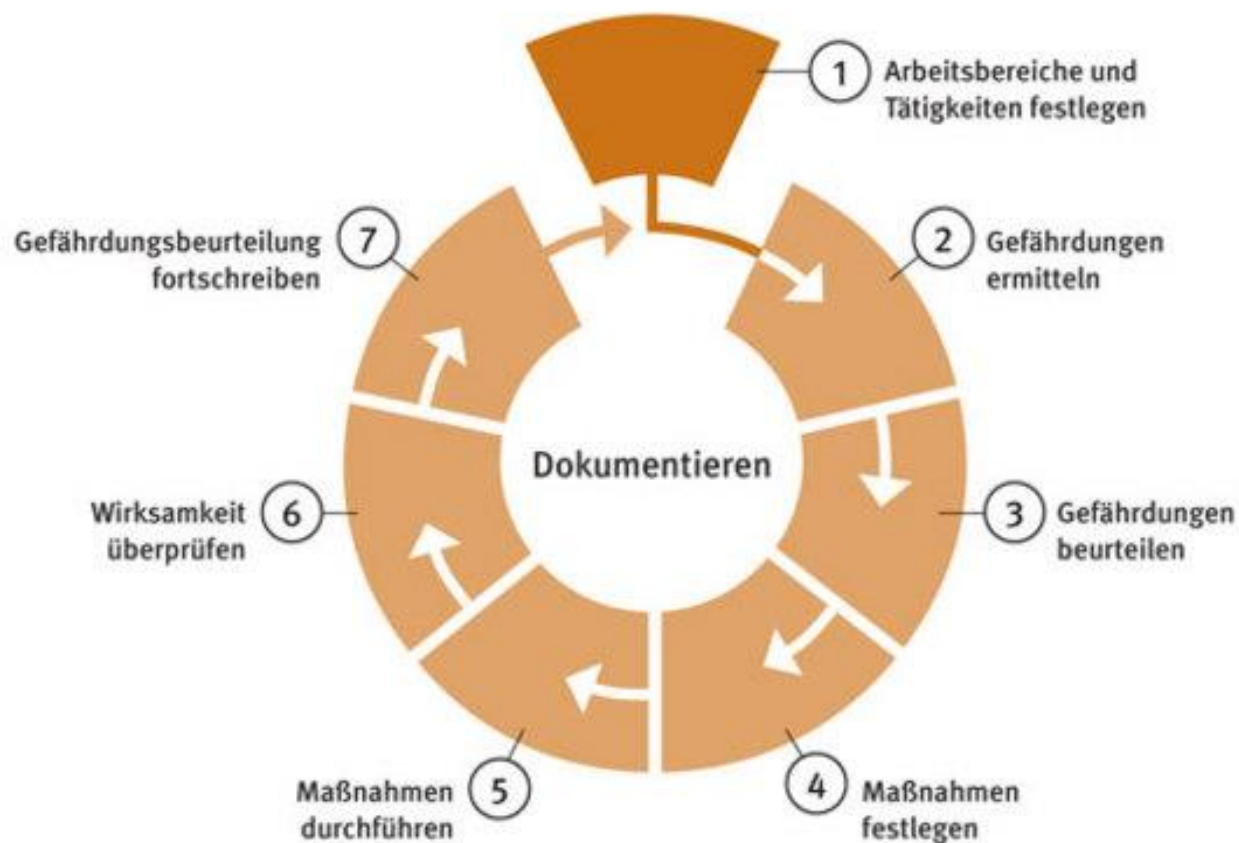 1 Arbeitsbereiche und
Tätigkeiten festlegen
2 Gefährdungen
ermitteln
3 Gefährdungen
beurteilen
4 Maßnahmen
festlegen
5 Maßnahmen
durchführen
6 Wirksamkeit
überprüfen
7 Gefährdungsbeurteilung
fortschreiben
Dokumentieren